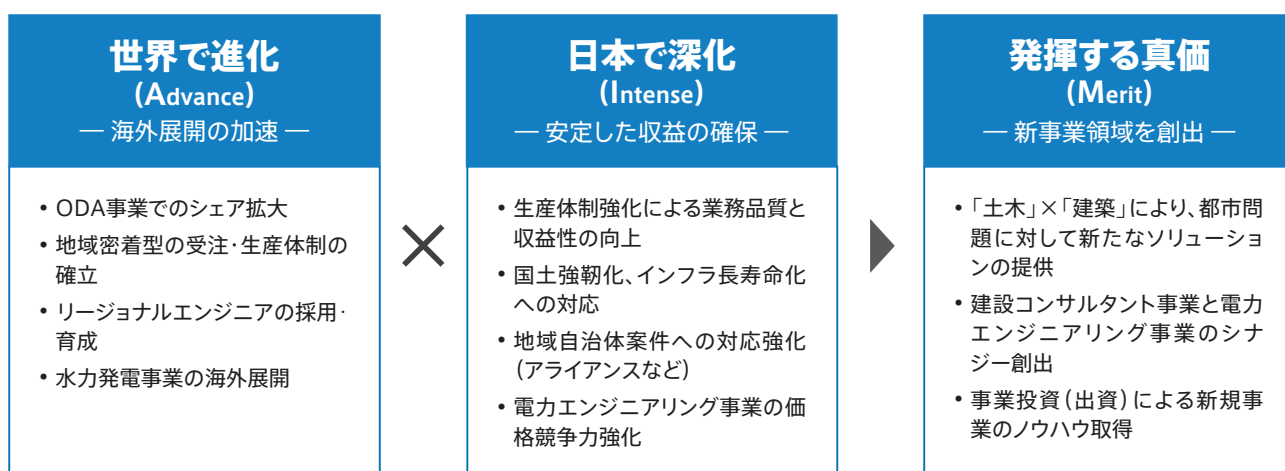 世界で進化
(Advance)
― 海外展開の加速 ―
• ODA事業でのシェア拡大
• 地域密着型の受注・生産体制の
確立
• リージョナルエンジニアの採用・
育成
• 水力発電事業の海外展開
×
日本で深化
(Intense)
― 安定した収益の確保 ―
• 生産体制強化による業務品質と
収益性の向上
• 国土強靭化、インフラ長寿命化
への対応
• 地域自治体案件への対応強化
(アライアンスなど)
• 電力エンジニアリング事業の価
格競争力強化
発揮する真価
(Merit)
― 新事業領域を創出 ―
• 「土木」×「建築」により、都市問
題に対して新たなソリューショ
ンの提供
• 建設コンサルタント事業と電力
エンジニアリング事業のシナ
ジー創出
• 事業投資(出資)による新規事
業のノウハウ取得